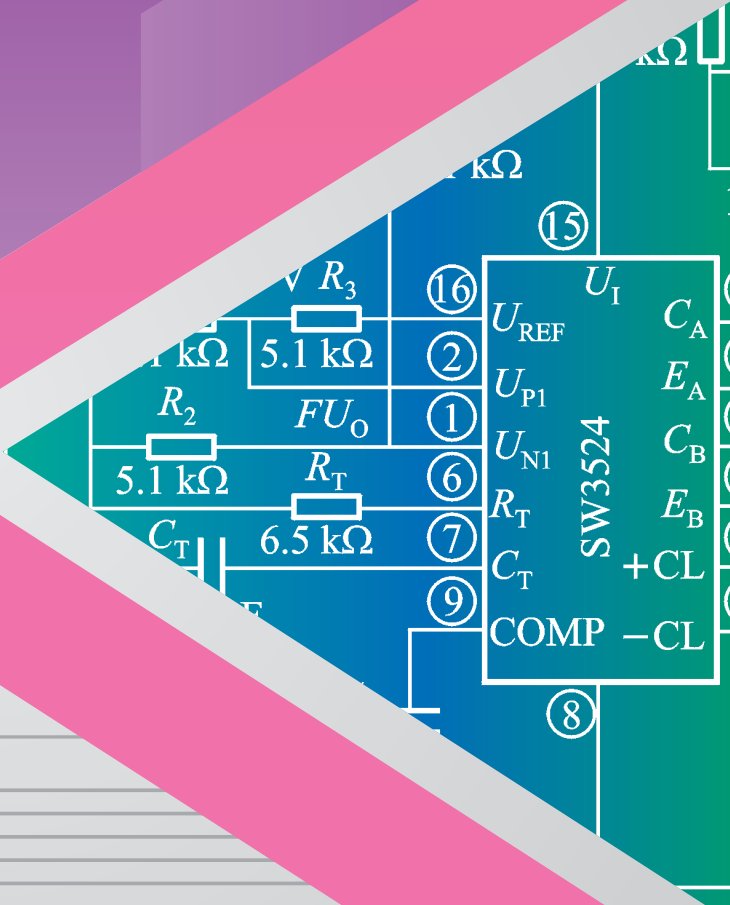 kΩ
kΩ
15
R3
16
UI
UREF
CA
kΩ
5.1 kΩ
2
EA
R2
FUO
UP1
1
CB
5.1 kΩ
RT
UN1
6
SW3524
EB
CT
6.5 kΩ
RT
7
CT
+CL
9
COMP
−CL
8